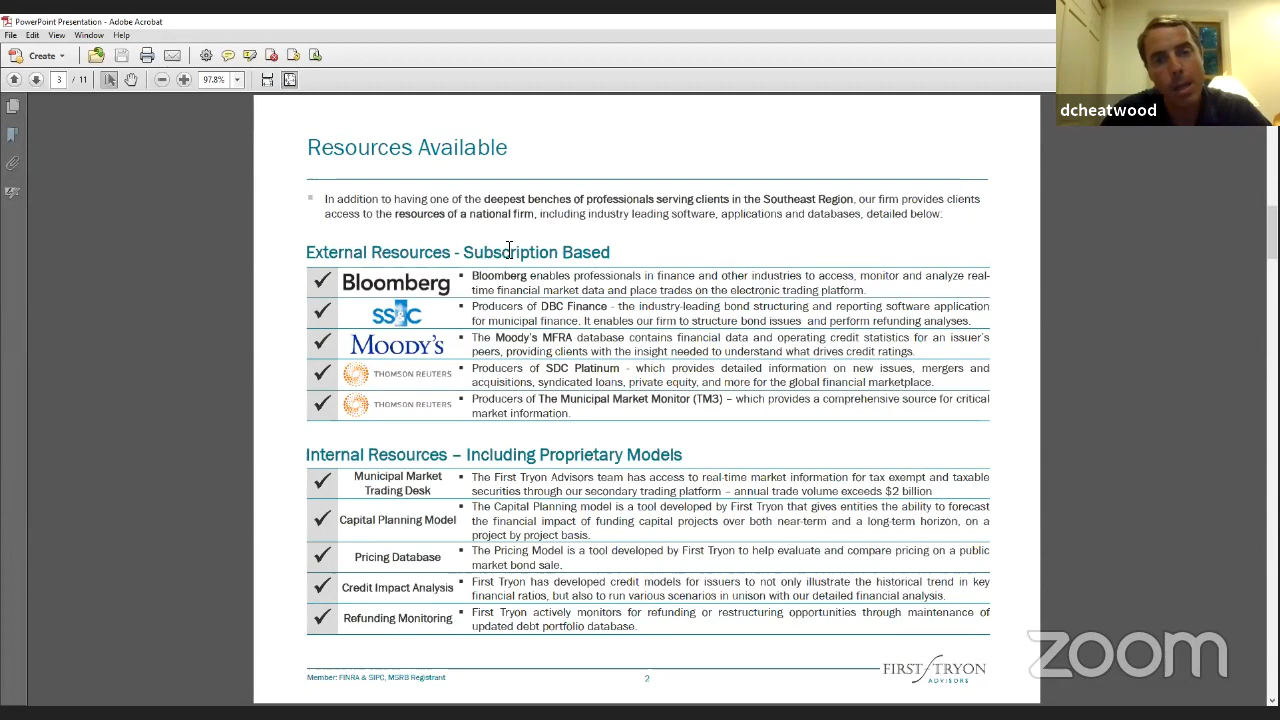 PowerPoint Presentation - Adobe Acrobat
File Edit View Window Help
Create
3 / 11 97.8%
dcheatwood
Resources Available
In addition to having one of the deepest benches of professionals serving clients in the Southeast Region, our firm provides clients
access to the resources of a national firm, including industry leading software, applications and databases, detailed below:
External Resources - Subscription Based
Bloomberg
Bloomberg enables professionals in finance and other industries to access, monitor and analyze real-
time financial market data and place trades on the electronic trading platform.
SS&C
Producers of DBC Finance - the industry-leading bond structuring and reporting software application
for municipal finance. It enables our firm to structure bond issues and perform refunding analyses.
MOODY'S
The Moody's MFRA database contains financial data and operating credit statistics for an issuer's
peers, providing clients with the insight needed to understand what drives credit ratings.
THOMSON REUTERS
Producers of SDC Platinum - which provides detailed information on new issues, mergers and
acquisitions, syndicated loans, private equity, and more for the global financial marketplace.
THOMSON REUTERS
Producers of The Municipal Market Monitor (TM3) – which provides a comprehensive source for critical
market information.
Internal Resources – Including Proprietary Models
Municipal Market
Trading Desk
The First Tryon Advisors team has access to real-time market information for tax exempt and taxable
securities through our secondary trading platform – annual trade volume exceeds $2 billion
Capital Planning Model
The Capital Planning model is a tool developed by First Tryon that gives entities the ability to forecast
the financial impact of funding capital projects over both near-term and a long-term horizon, on a
project by project basis.
Pricing Database
The Pricing Model is a tool developed by First Tryon to help evaluate and compare pricing on a public
market bond sale.
Credit Impact Analysis
First Tryon has developed credit models for issuers to not only illustrate the historical trend in key
financial ratios, but also to run various scenarios in unison with our detailed financial analysis.
Refunding Monitoring
First Tryon actively monitors for refunding or restructuring opportunities through maintenance of
updated debt portfolio database.
Member: FINRA & SIPC, MSRB Registrant
2
FIRST TRYON
ADVISORS
zoom